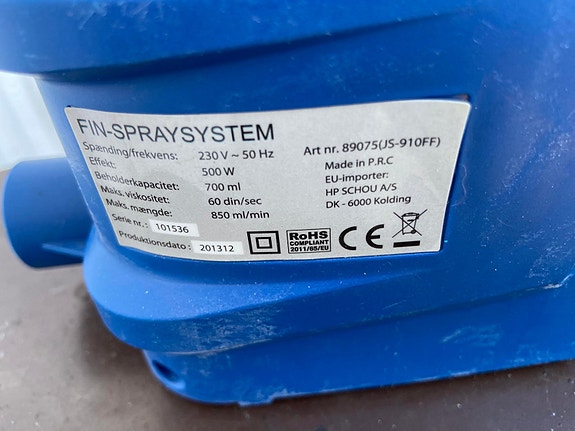 FIN-SPRAYSYSTEM
Spænding/frekvens: 230 V ~ 50 Hz
Effekt: 500 W
Beholderkapacitet: 700 ml
Maks. viskositet: 60 din/sec
Maks. mængde: 850 ml/min
Serie nr.: 101536
Produktionsdato: 201312
Art nr. 89075(JS-910FF)
Made in P.R.C
EU-importer:
HP SCHOU A/S
DK - 6000 Kolding
RoHS
COMPLIANT
2011/65/EU
CE